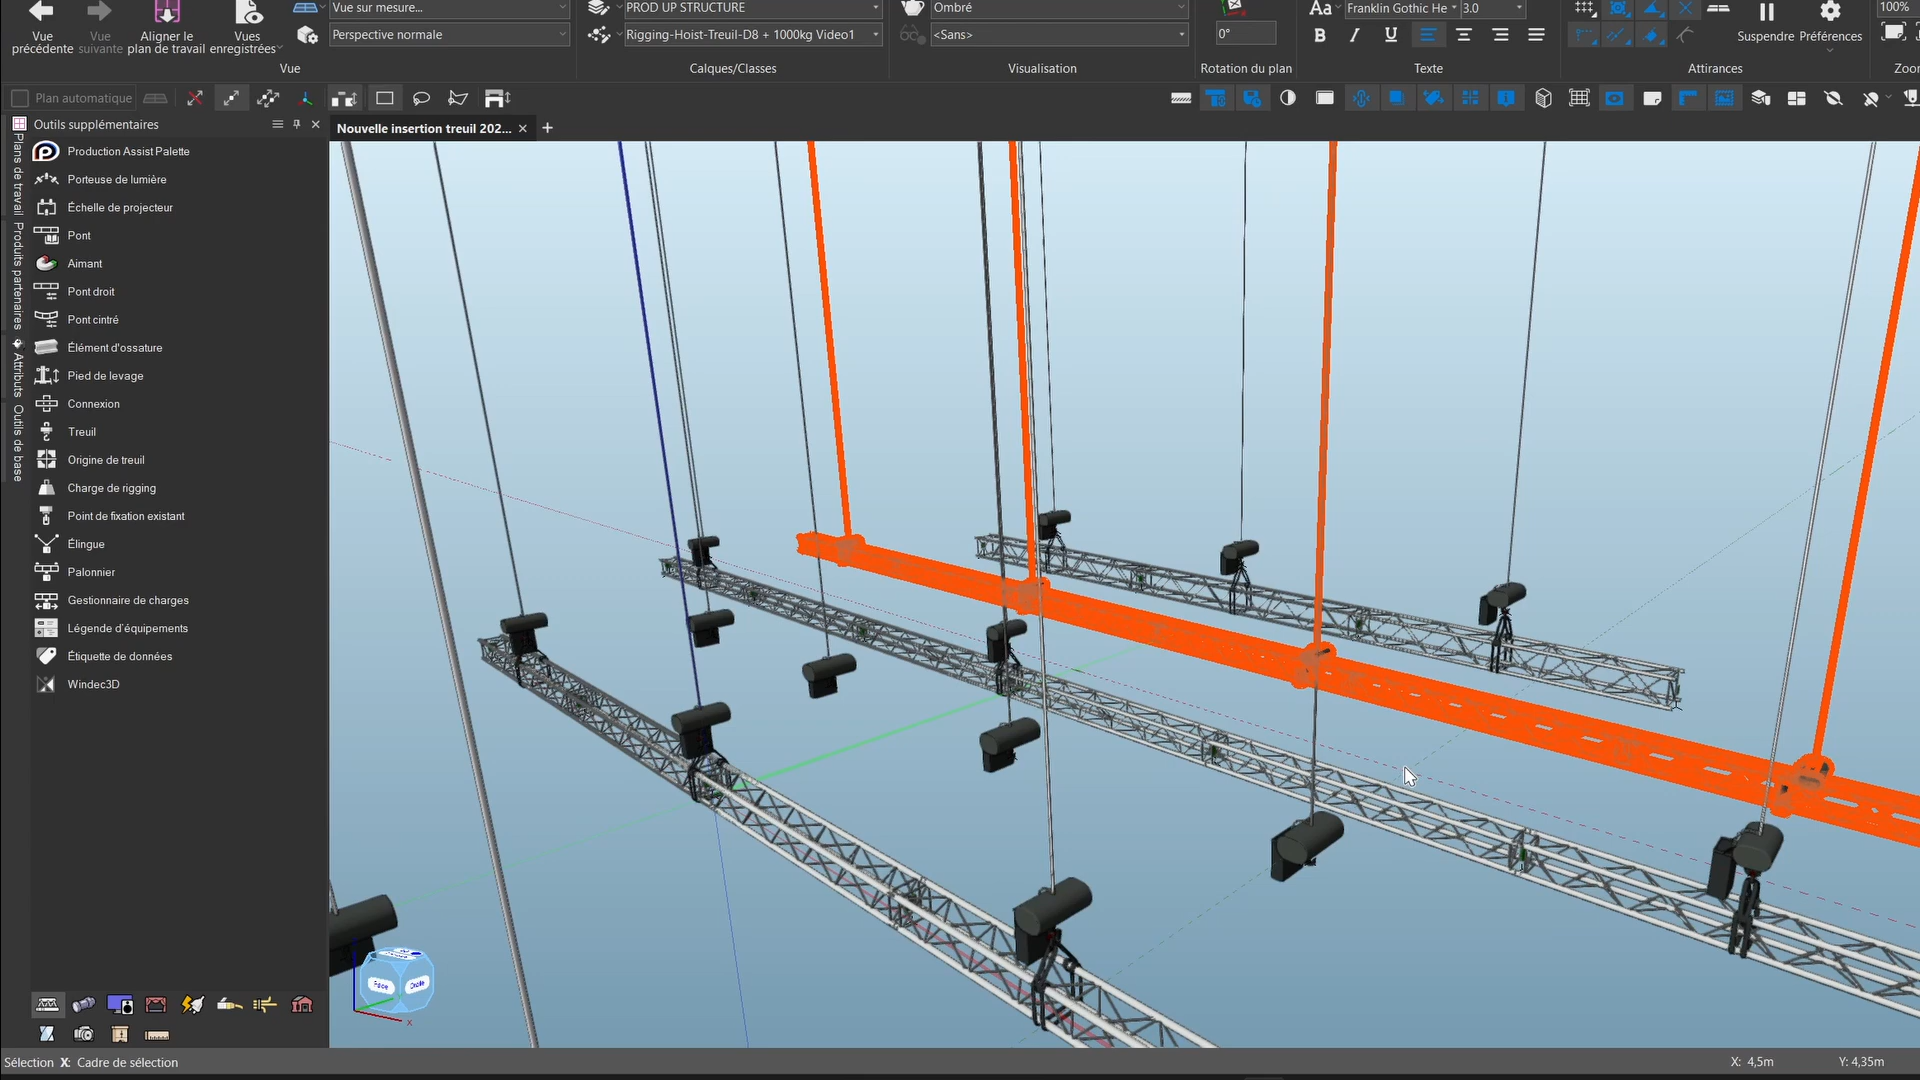 Vue sur mesure...
PROD UP STRUCTURE
Ombré
0°
Aa
Franklin Gothic He
3.0
100%
Vue précédente
Vue suivante
Aligner le plan de travail
Vues enregistrées
Perspective normale
Rigging-Hoist-Treuil-D8 + 1000kg Video1
<Sans>
B I U
Suspendre
Préférences
Vue
Calques/Classes
Visualisation
Rotation du plan
Texte
Attirances
Zoo
Plan automatique
Outils supplémentaires
Nouvelle insertion treuil 202...
Plans de travail
Produits partenaires
Attributs
Outils de base
Production Assist Palette
Porteuse de lumière
Échelle de projecteur
Pont
Aimant
Pont droit
Pont cintré
Élément d'ossature
Pied de levage
Connexion
Treuil
Origine de treuil
Charge de rigging
Point de fixation existant
Élingue
Palonnier
Gestionnaire de charges
Légende d'équipements
Étiquette de données
Windec3D
Face
Droite
X
Sélection X: Cadre de sélection
X: 4,5m
Y: 4,35m